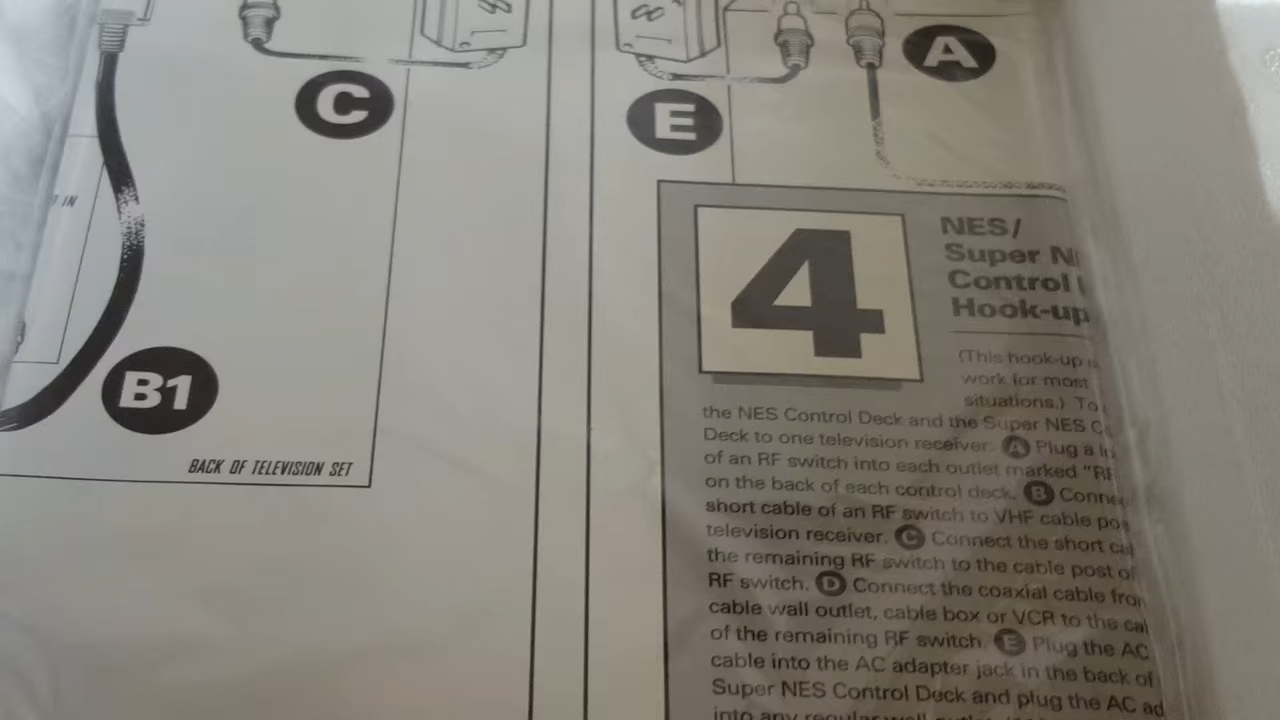 C
E
A
IN
B1
BACK OF TELEVISION SET
4
NES/
Super
Control
Hook-up
(This hook-up
work for most
situations.) To
the NES Control Deck and the Super NES
Deck to one television receiver. A Plug a
of an RF switch into each outlet marked "RF
on the back of each control deck. B
short cable of an RF switch to VHF cable
television receiver. C Connect the short
the remaining RF switch to the cable post of
RF switch. D Connect the coaxial cable from
cable wall outlet, cable box or VCR to the
of the remaining RF switch. E Plug the AC
cable into the AC adapter jack in the back of
Super NES Control Deck and plug the AC
into any regular wall outlet.